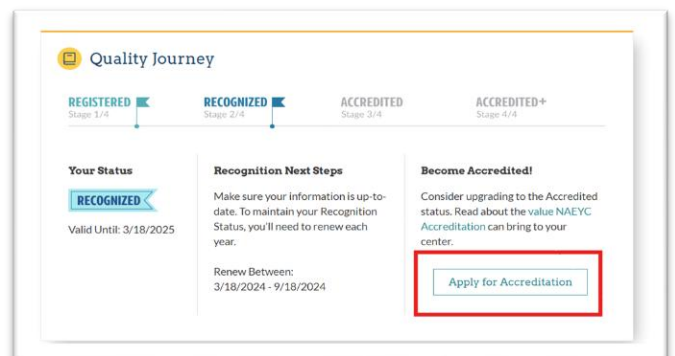 Quality Journey
REGISTERED
Stage 1/4
RECOGNIZED
Stage 2/4
ACCREDITED
Stage 3/4
ACCREDITED+
Stage 4/4
Your Status
RECOGNIZED
Valid Until: 3/18/2025
Recognition Next Steps
Make sure your information is up-to-
date. To maintain your Recognition
Status, you'll need to renew each
year.
Renew Between:
3/18/2024 - 9/18/2024
Become Accredited!
Consider upgrading to the Accredited
status. Read about the value NAEYC
Accreditation can bring to your
center.
Apply for Accreditation